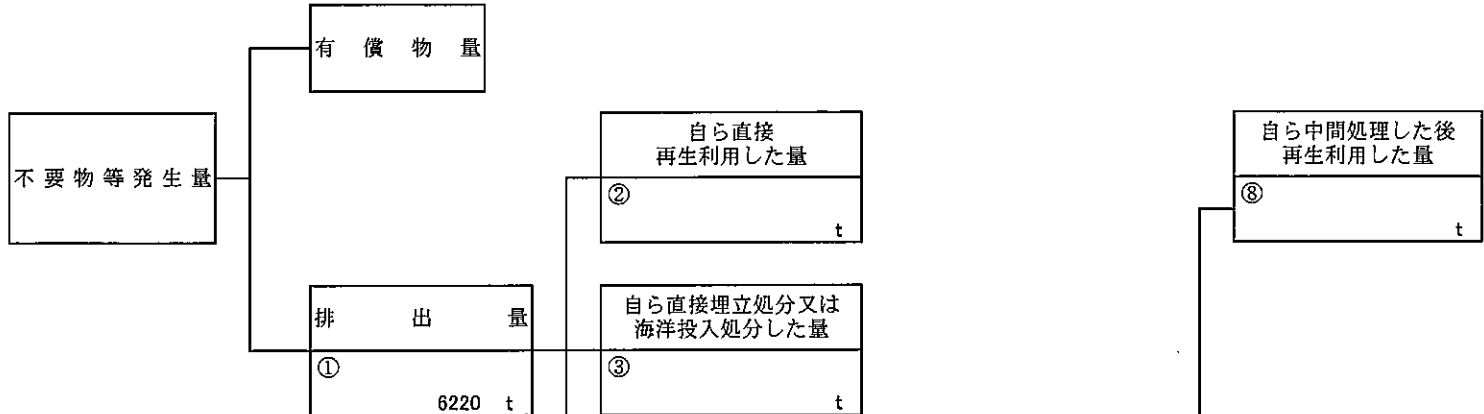 有償物量
不要物等発生量
自ら直接
再生利用した量
②
t
自ら中間処理した後
再生利用した量
⑧
t
排出量
①
6220 t
自ら直接埋立処分又は
海洋投入処分した量
③
t